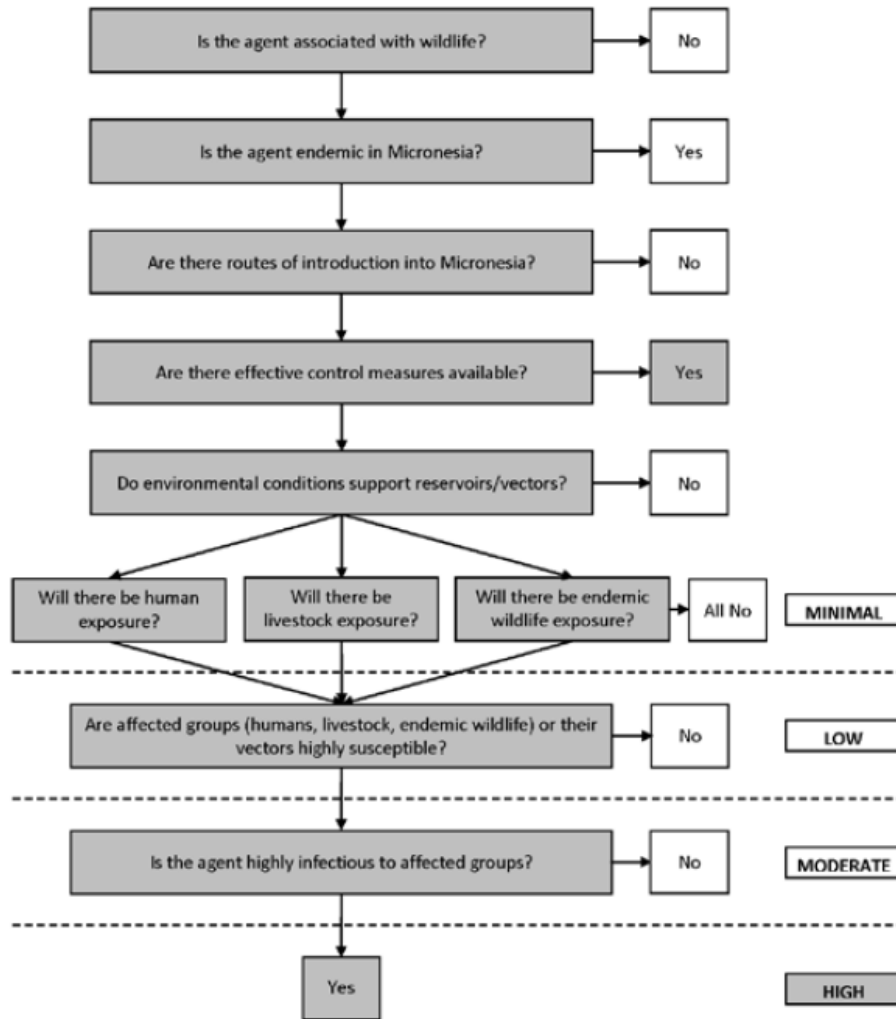 Is the agent associated with wildlife?
No
Is the agent endemic in Micronesia?
Yes
Are there routes of introduction into Micronesia?
No
Are there effective control measures available?
Yes
Do environmental conditions support reservoirs/vectors?
No
Will there be human
exposure?
Will there be
livestock exposure?
Will there be endemic
wildlife exposure?
All No
MINIMAL
Are affected groups (humans, livestock, endemic wildlife) or their
vectors highly susceptible?
No
LOW
Is the agent highly infectious to affected groups?
No
MODERATE
Yes
HIGH